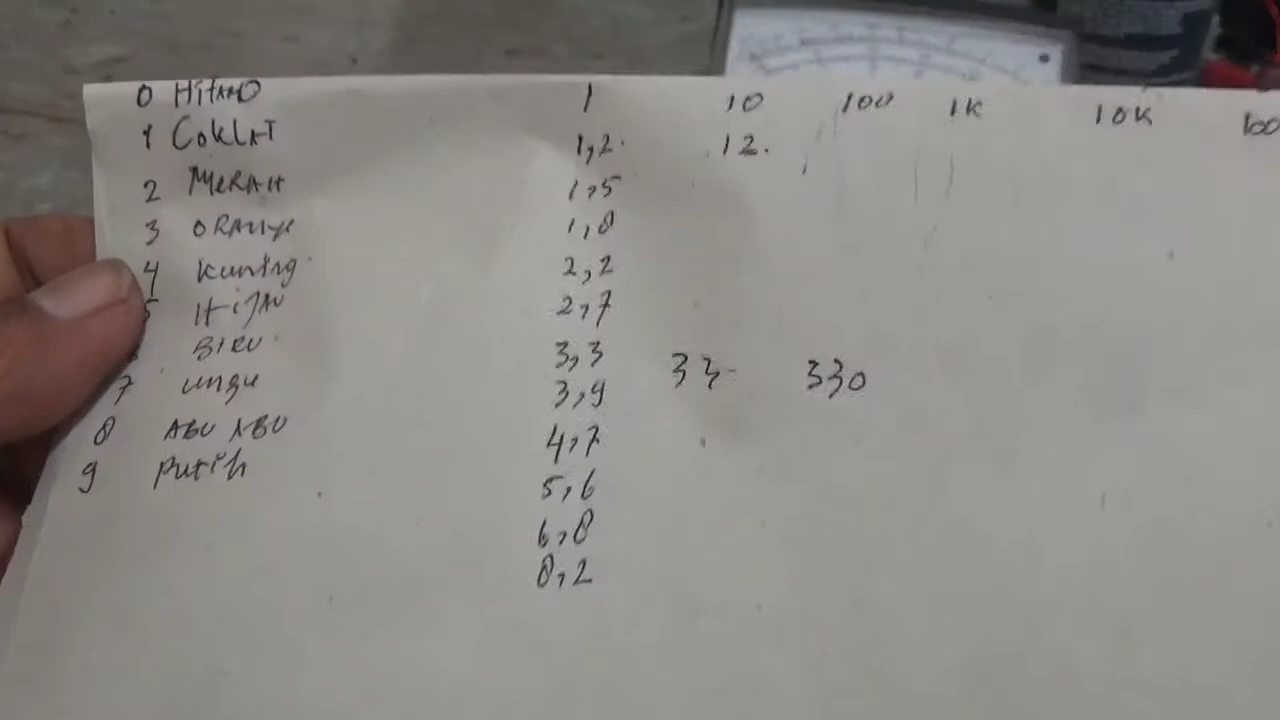 0 HITAM 1 10 100 1K 10K 100
1 COKLAT 1,2 12.
2 MERAH 1,5
3 ORANYE 1,8
4 Kuning 2,2
5 HIJAU 2,7
BIRU 3,3 33 330
7 ungu 3,9
8 ABU ABU 4,7
9 Putih 5,6
6,8
8,2